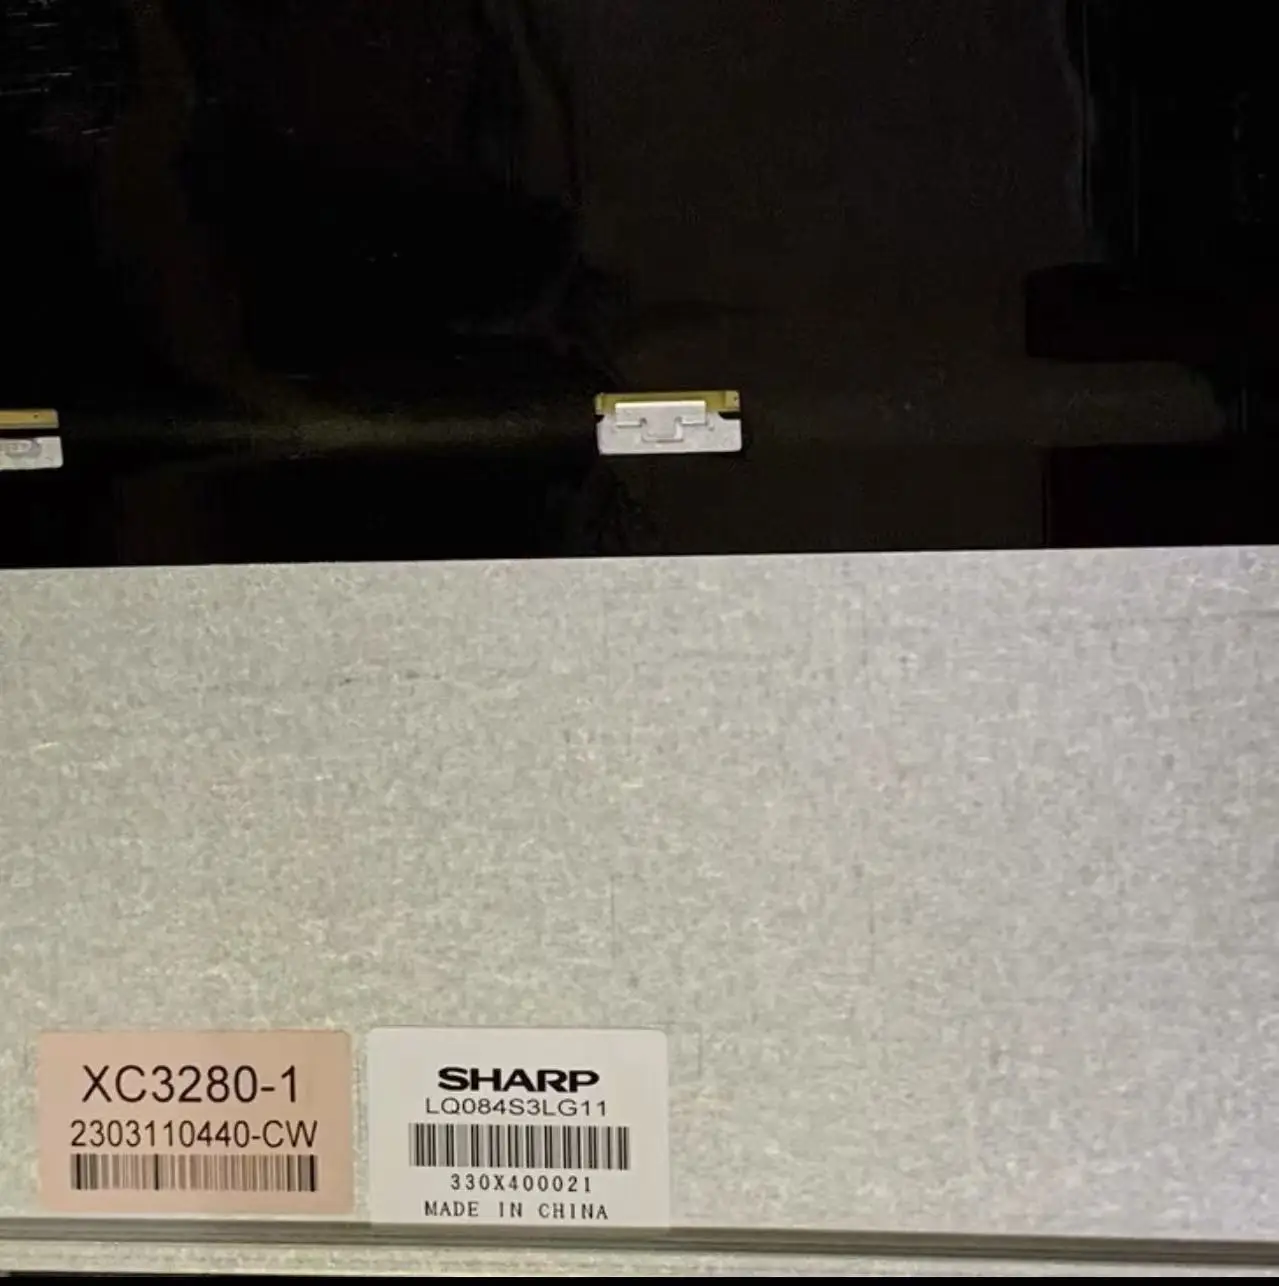 XC3280-1
2303110440-CW
SHARP
LQ084S3LG11
330X400021
MADE IN CHINA